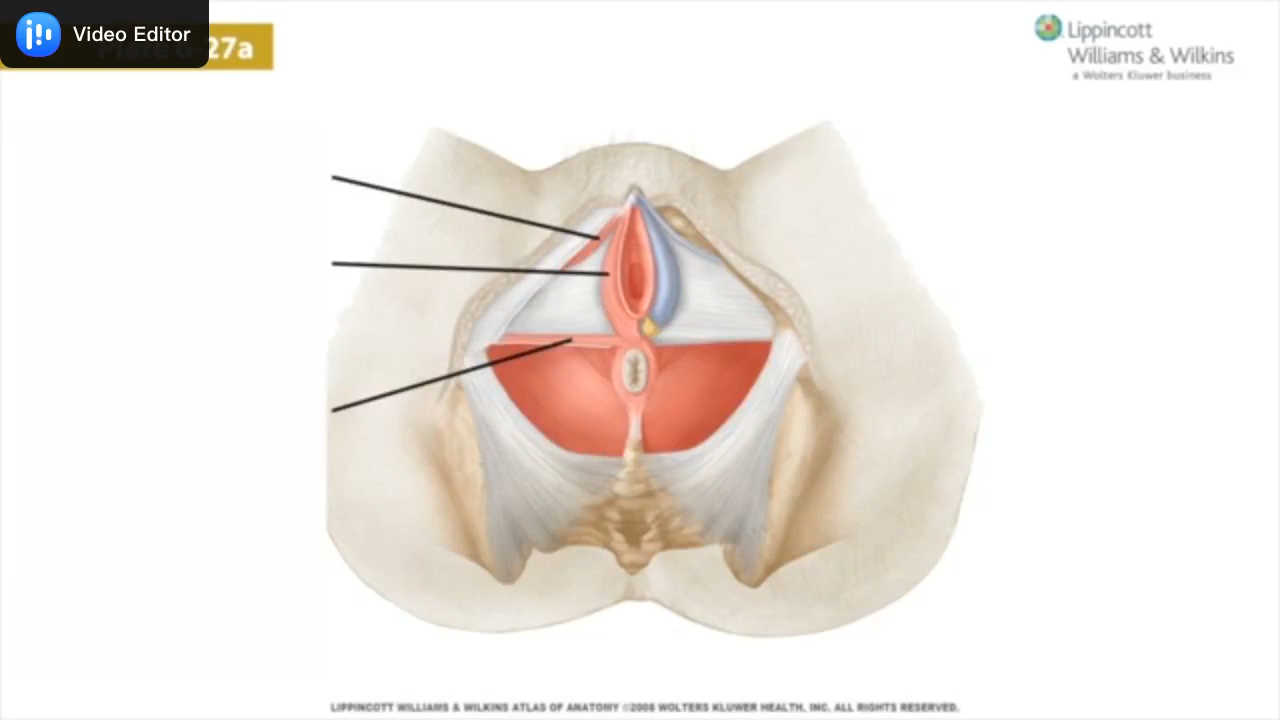 Video Editor
27a
Lippincott
Williams & Wilkins
a Wolters Kluwer business
LIPPINCOTT WILLIAMS & WILKINS ATLAS OF ANATOMY ©2008 WOLTERS KLUWER HEALTH, INC. ALL RIGHTS RESERVED.